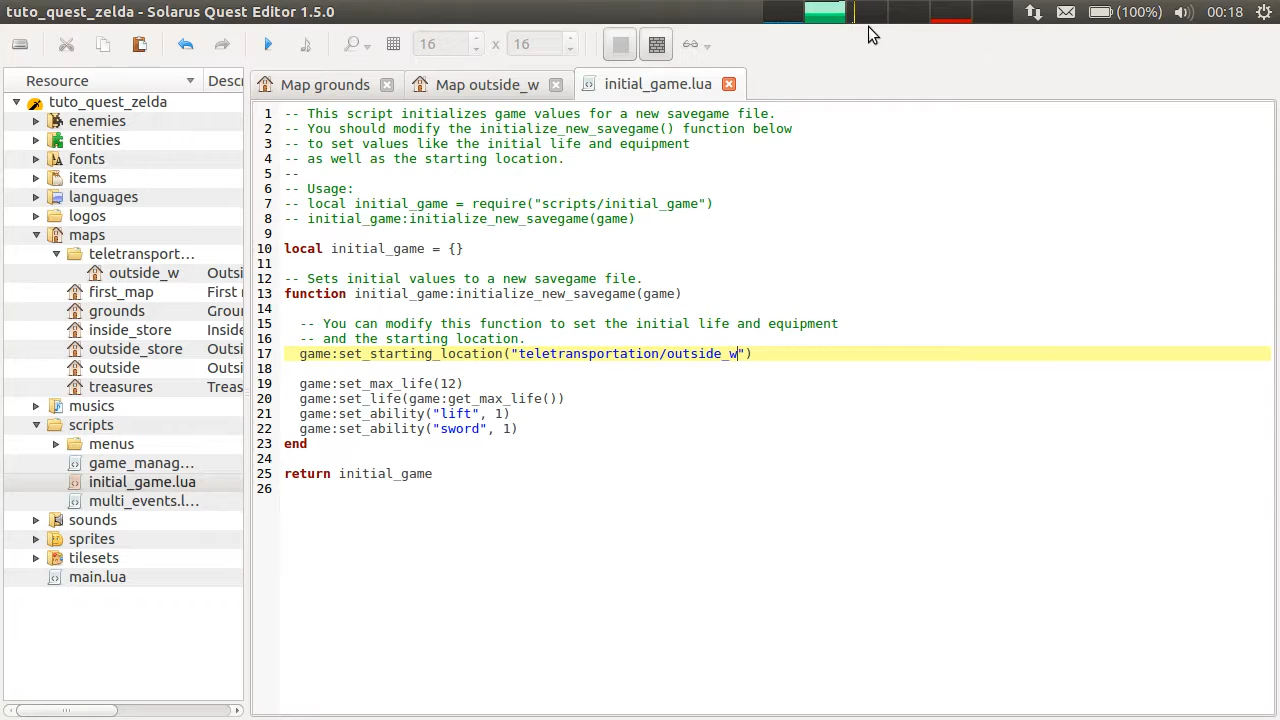 tuto_quest_zelda - Solarus Quest Editor 1.5.0
(100%) 00:18
16 x 16
Resource Descr
Map grounds Map outside_w initial_game.lua
tuto_quest_zelda
enemies
entities
fonts
items
languages
logos
maps
teletransport...
outside_w Outsi
first_map First r
grounds Grour
inside_store Inside
outside_store Outsi
outside Outsi
treasures Treas
musics
scripts
menus
game_manag...
initial_game.lua
multi_events.l...
sounds
sprites
tilesets
main.lua
1 -- This script initializes game values for a new savegame file.
2 -- You should modify the initialize_new_savegame() function below
3 -- to set values like the initial life and equipment
4 -- as well as the starting location.
5 --
6 -- Usage:
7 -- local initial_game = require("scripts/initial_game")
8 -- initial_game:initialize_new_savegame(game)
9
10 local initial_game = {}
11
12 -- Sets initial values to a new savegame file.
13 function initial_game:initialize_new_savegame(game)
14
15 -- You can modify this function to set the initial life and equipment
16 -- and the starting location.
17 game:set_starting_location("teletransportation/outside_w")
18
19 game:set_max_life(12)
20 game:set_life(game:get_max_life())
21 game:set_ability("lift", 1)
22 game:set_ability("sword", 1)
23 end
24
25 return initial_game
26